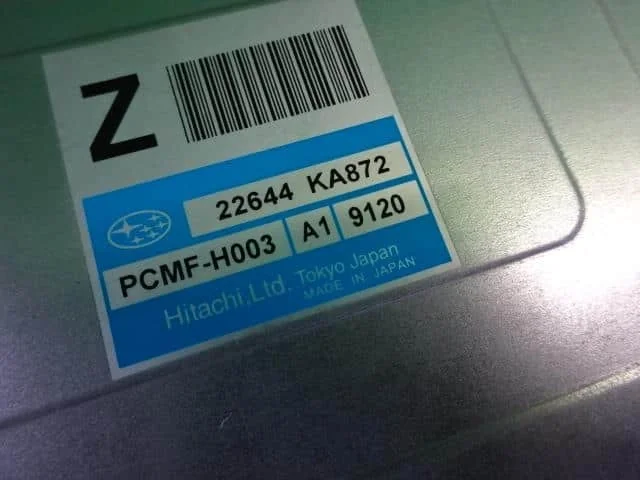 Z
22644 KA872
PCMF-H003 A1 9120
Hitachi,Ltd. Tokyo Japan
MADE IN JAPAN